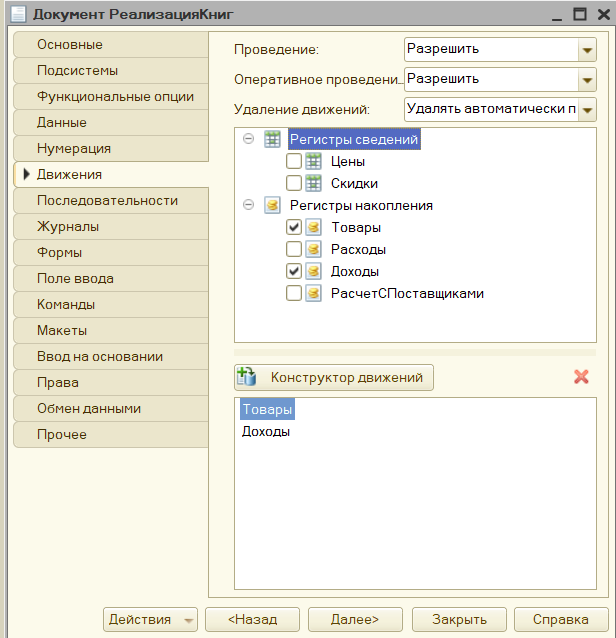 Документ РеализацияКниг
Основные
Подсистемы
Функциональные опции
Данные
Нумерация
Движения
Последовательности
Журналы
Формы
Поле ввода
Команды
Макеты
Ввод на основании
Права
Обмен данными
Прочее
Проведение: Разрешить
Оперативное проведени... Разрешить
Удаление движений: Удалять автоматически п
Регистры сведений
Цены
Скидки
Регистры накопления
Товары
Расходы
Доходы
РасчетСПоставщиками
Конструктор движений
Товары
Доходы
Действия <Назад Далее> Закрыть Справка